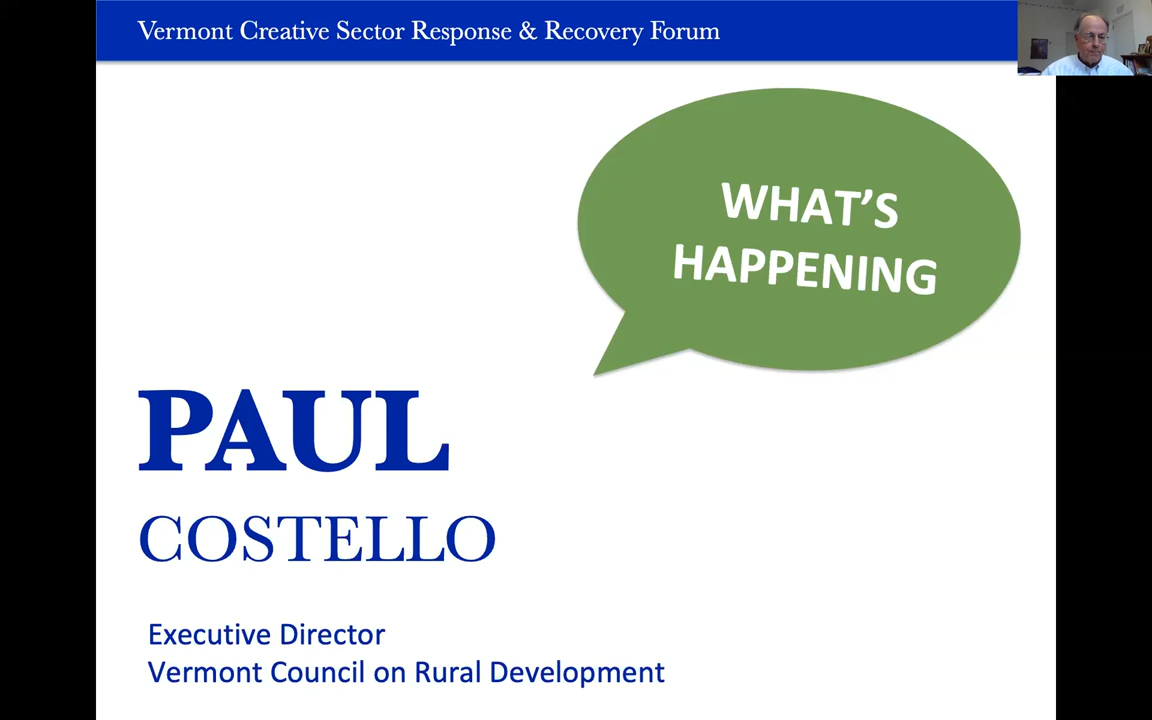 Vermont Creative Sector Response & Recovery Forum
WHAT’S
HAPPENING
PAUL
COSTELLO
Executive Director
Vermont Council on Rural Development